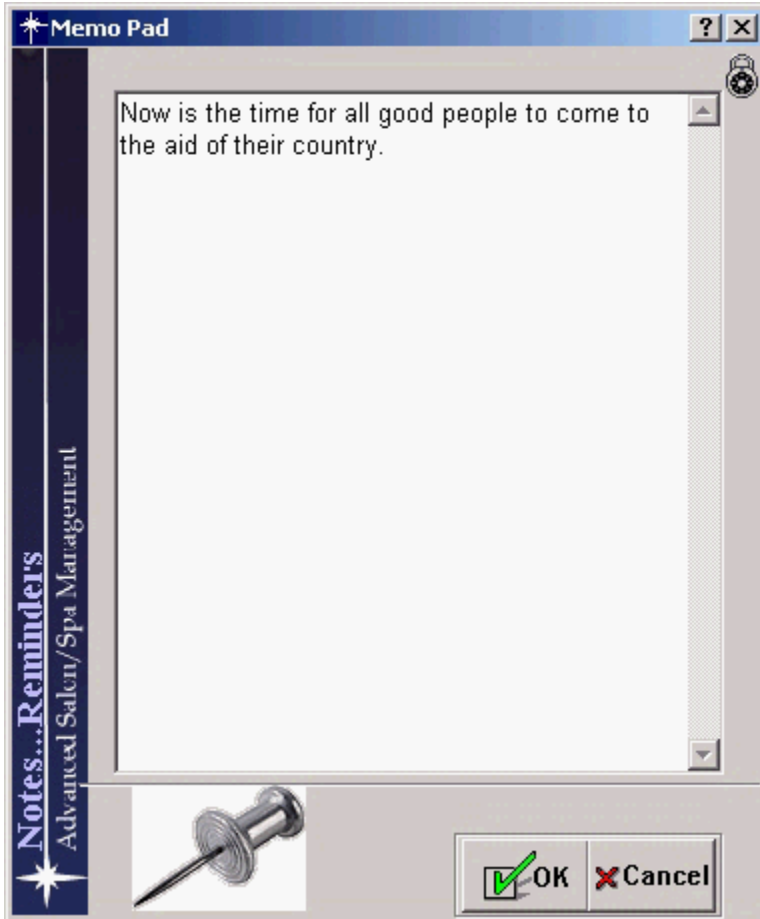 Memo Pad
?
Now is the time for all good people to come to
the aid of their country.
Notes...Reminders
Advanced Salon/Spa Management
OK
Cancel